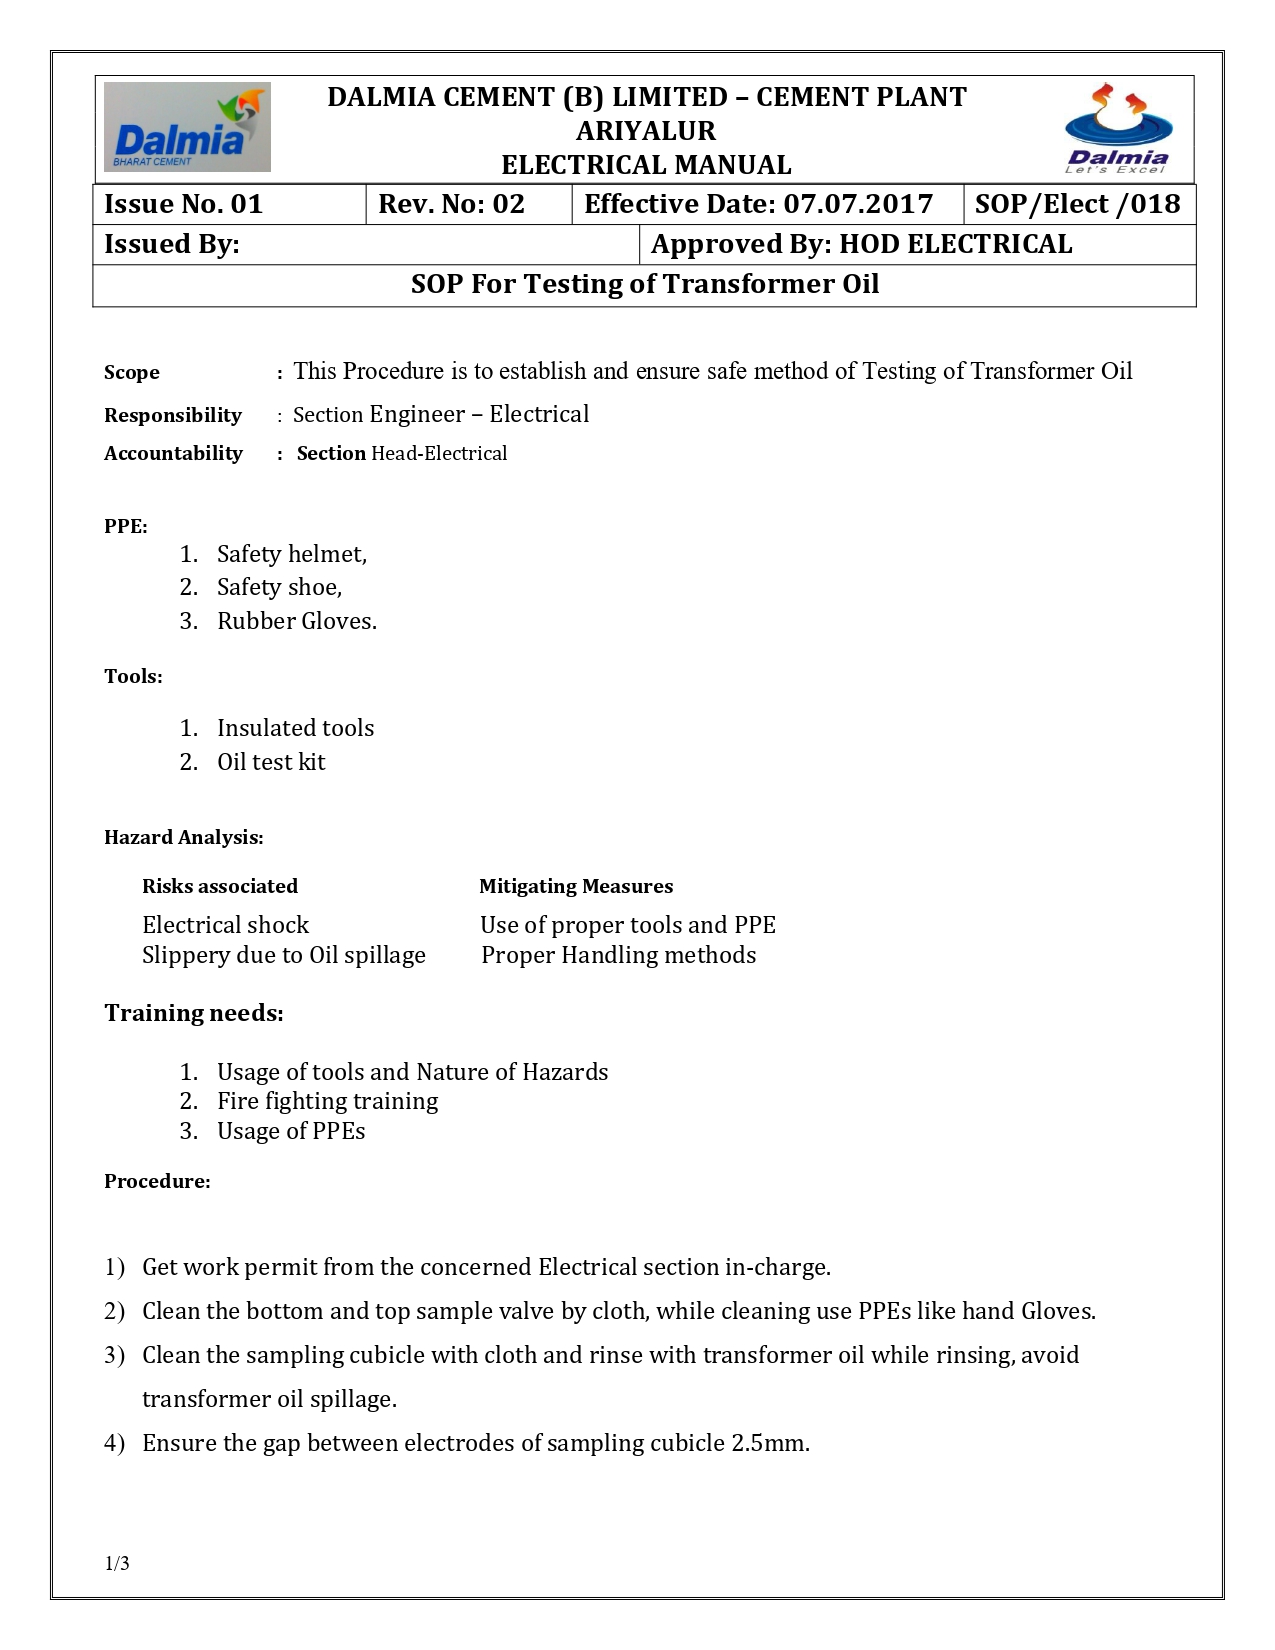 Dalmia
BHARAT CEMENT
DALMIA CEMENT (B) LIMITED – CEMENT PLANT
ARIYALUR
ELECTRICAL MANUAL
Dalmia
Let's Excel
Issue No. 01 Rev. No: 02 Effective Date: 07.07.2017 SOP/Elect /018
Issued By: Approved By: HOD ELECTRICAL
SOP For Testing of Transformer Oil
Scope : This Procedure is to establish and ensure safe method of Testing of Transformer Oil
Responsibility : Section Engineer – Electrical
Accountability : Section Head-Electrical
PPE:
1. Safety helmet,
2. Safety shoe,
3. Rubber Gloves.
Tools:
1. Insulated tools
2. Oil test kit
Hazard Analysis:
Risks associated Mitigating Measures
Electrical shock Use of proper tools and PPE
Slippery due to Oil spillage Proper Handling methods
Training needs:
1. Usage of tools and Nature of Hazards
2. Fire fighting training
3. Usage of PPEs
Procedure:
1) Get work permit from the concerned Electrical section in-charge.
2) Clean the bottom and top sample valve by cloth, while cleaning use PPEs like hand Gloves.
3) Clean the sampling cubicle with cloth and rinse with transformer oil while rinsing, avoid
transformer oil spillage.
4) Ensure the gap between electrodes of sampling cubicle 2.5mm.
1/3